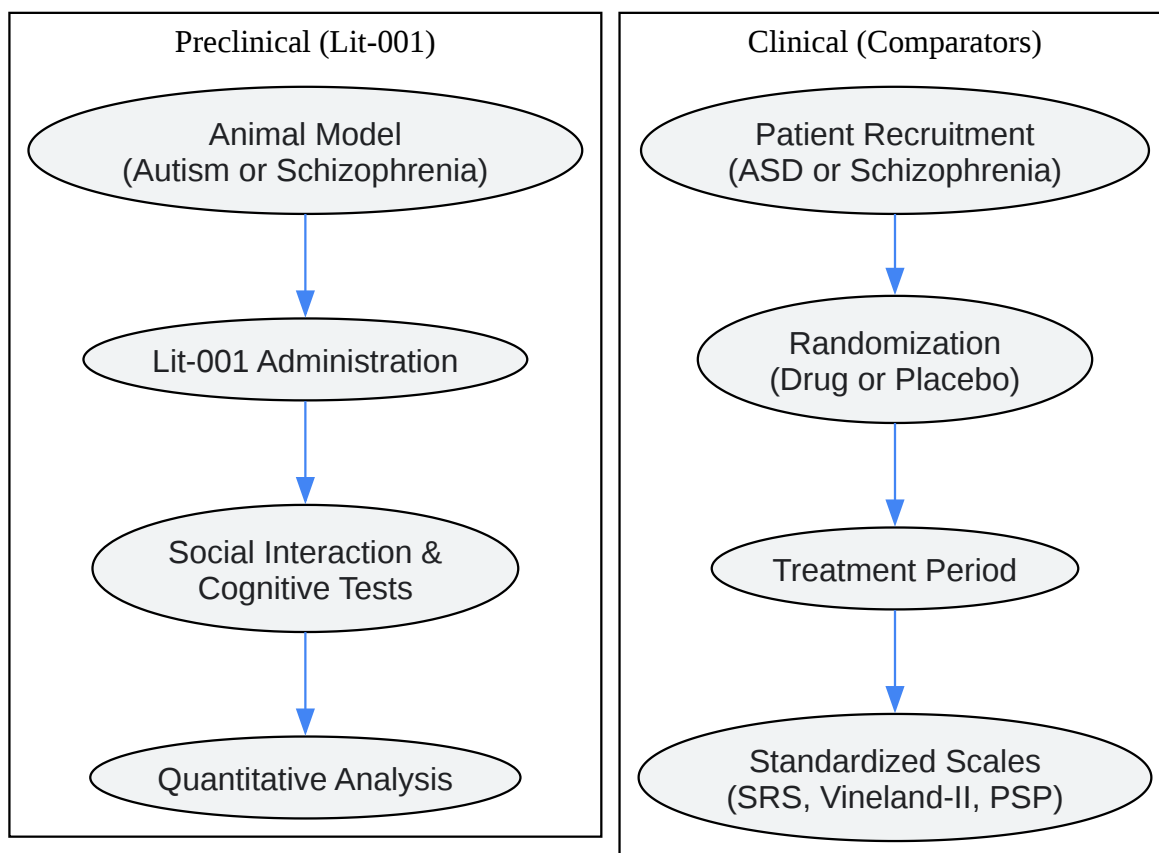 Preclinical (Lit-001)
Animal Model
(Autism or Schizophrenia)
Lit-001 Administration
Social Interaction &
Cognitive Tests
Quantitative Analysis
Clinical (Comparators)
Patient Recruitment
(ASD or Schizophrenia)
Randomization
(Drug or Placebo)
Treatment Period
Standardized Scales
(SRS, Vineland-II, PSP)